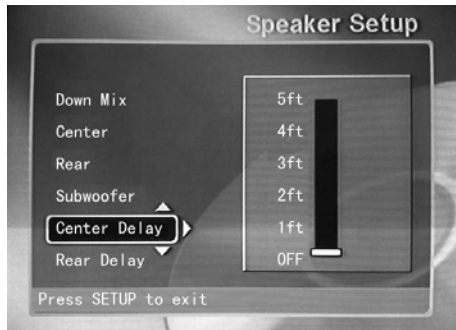 Speaker Setup
Down Mix
Center
Rear
Subwoofer
Center Delay
Rear Delay
5ft
4ft
3ft
2ft
1ft
OFF
Press SETUP to exit